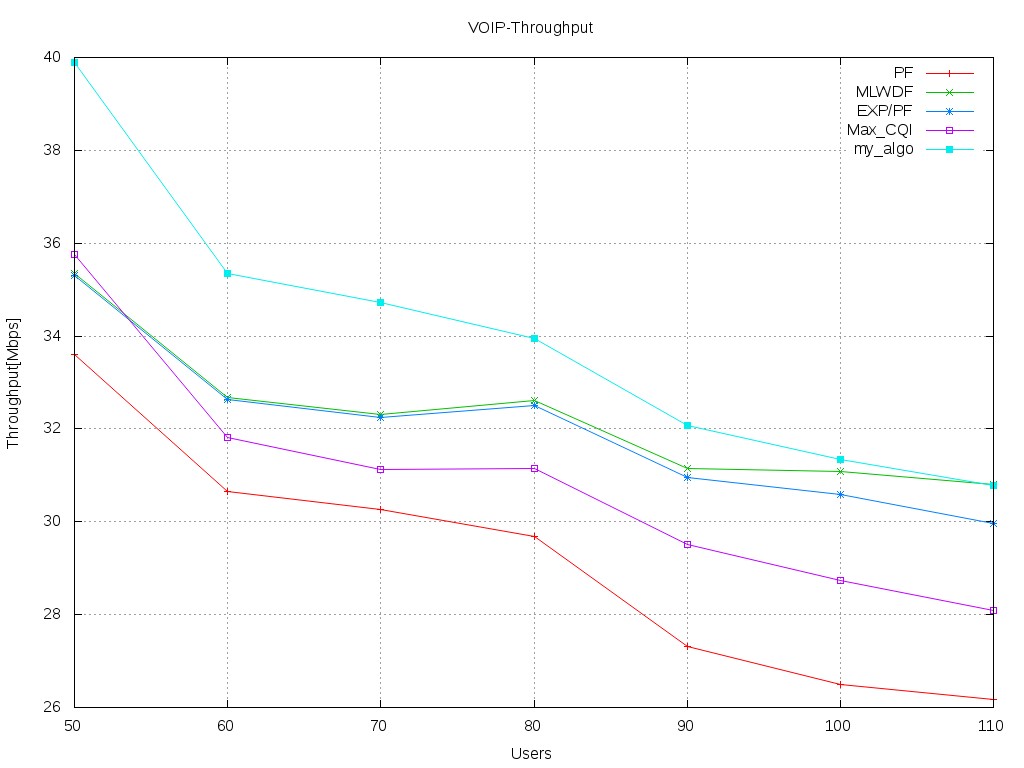 VOIP-Throughput
40
38
36
34
32
30
28
26
Throughput[Mbps]
PF
MLWDF
EXP/PF
Max_CQI
my_algo
50 60 70 80 90 100 110
Users